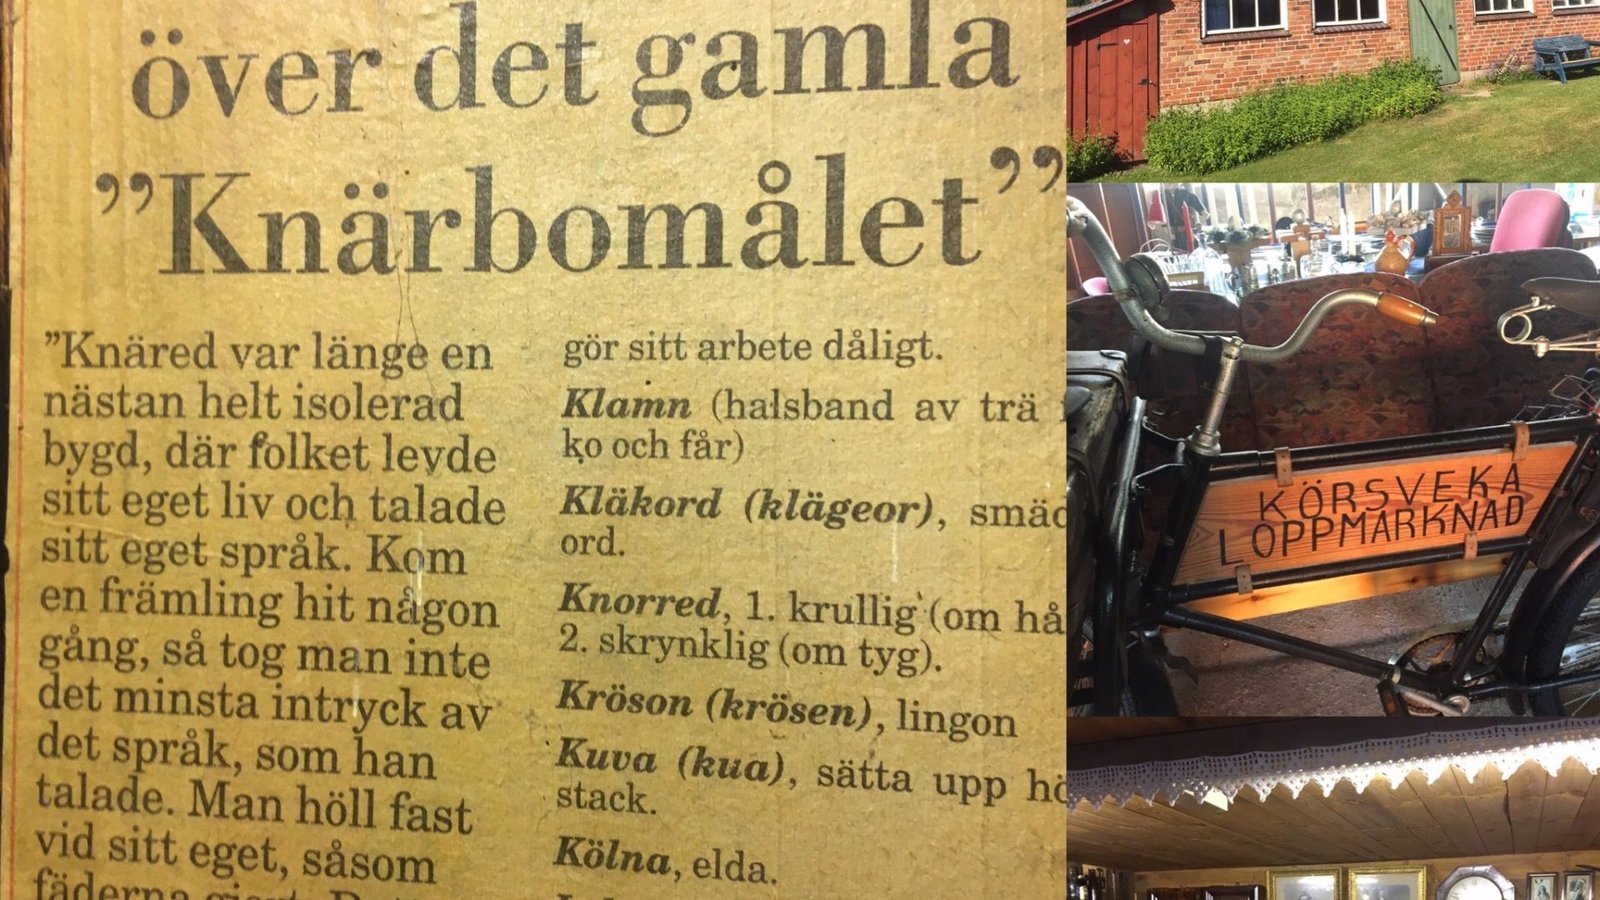 över det gamla
”Knärbomålet”
”Knäred var länge en
nästan helt isolerad
bygd, där folket levde
sitt eget liv och talade
sitt eget språk. Kom
en främling hit någon
gång, så tog man inte
det minsta intryck av
det språk, som han
talade. Man höll fast
vid sitt eget, såsom
fäderna
gör sitt arbete dåligt.
Klamn (halsband av trä
ko och får)
Kläkord (klägeor), smäd
ord.
Knorred, 1. krullig (om hå
2. skrynklig (om tyg).
Kröson (krösen), lingon
Kuva (kua), sätta upp hö
stack.
Kölna, elda.
KÖRSVEKA
LOPPMARKNAD